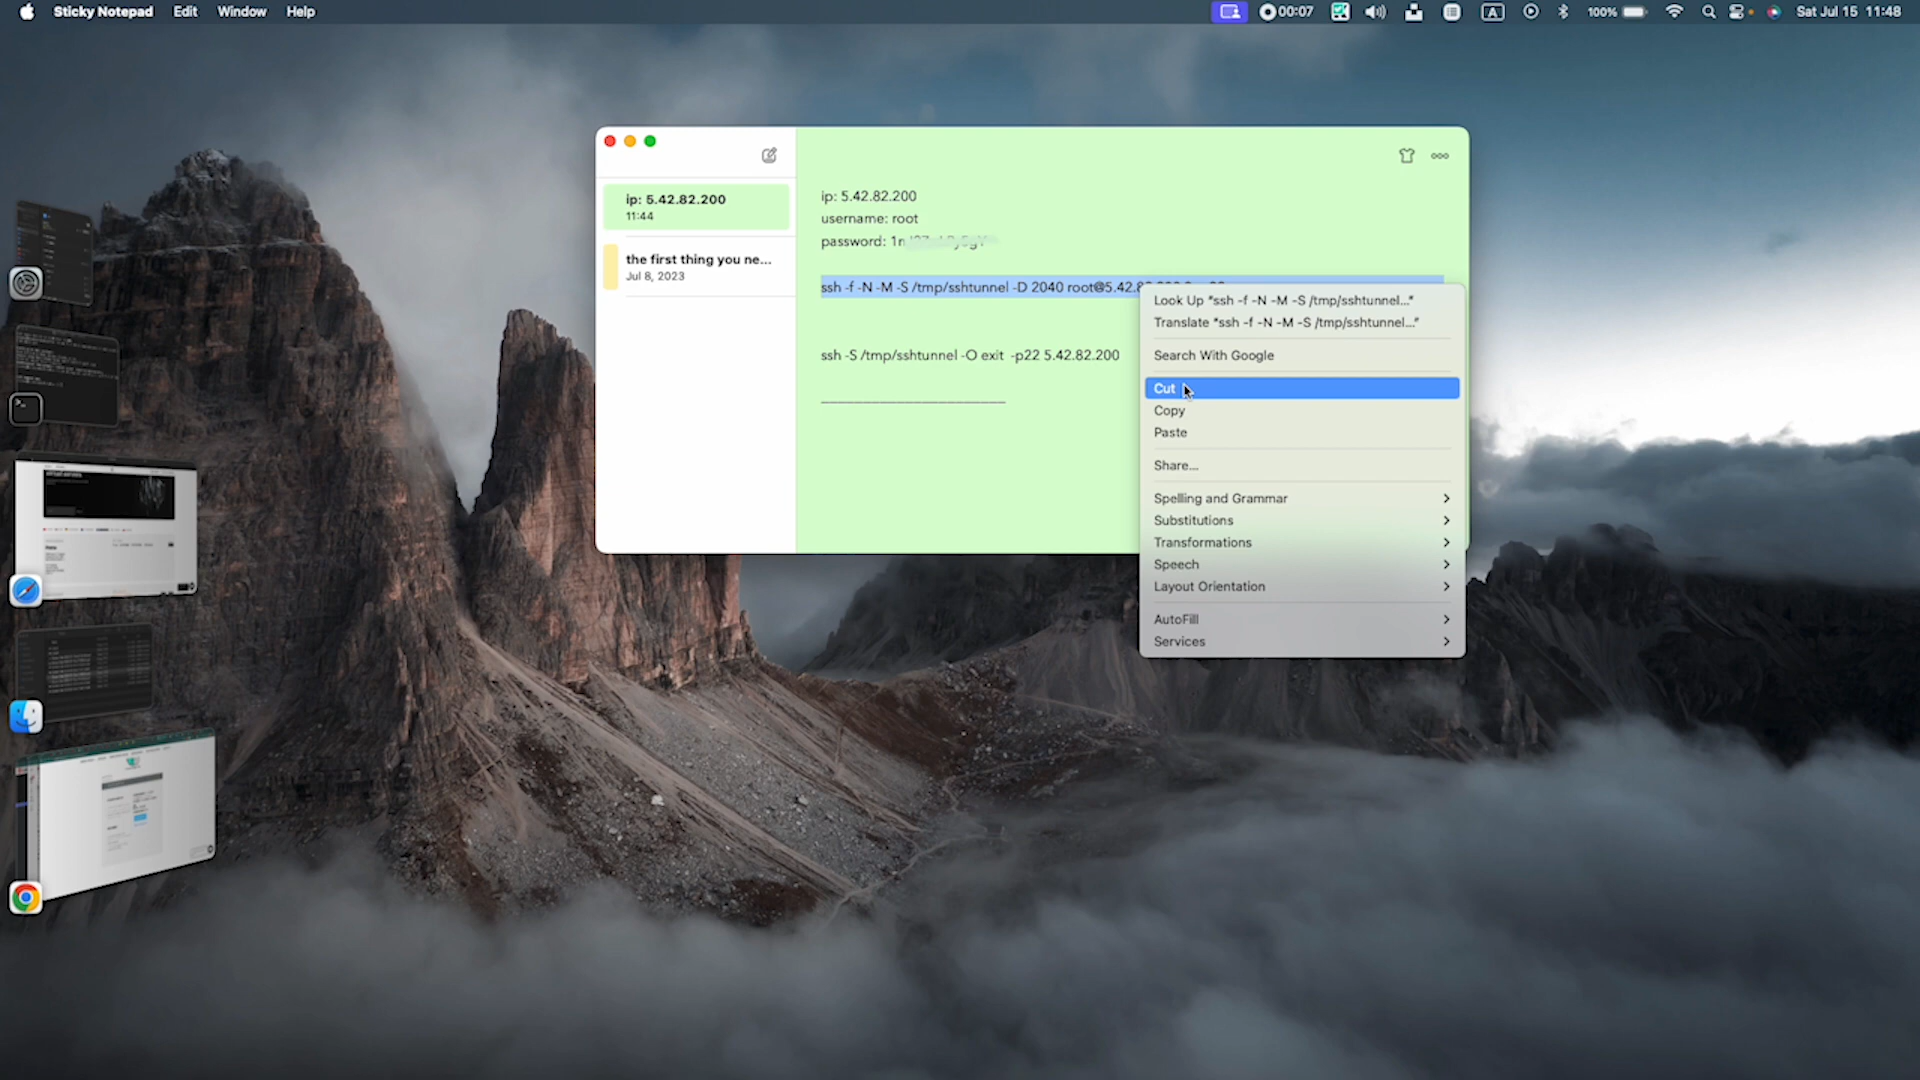 Sticky Notepad Edit Window Help
00:07 A 100% Sat Jul 15 11:48
ip: 5.42.82.200
11:44
the first thing you ne...
Jul 8, 2023
ip: 5.42.82.200
username: root
password:
ssh -f -N -M -S /tmp/sshtunnel -D 2040 root@5.42.
ssh -S /tmp/sshtunnel -O exit -p22 5.42.82.200
Look Up “ssh -f -N -M -S /tmp/sshtunnel...”
Translate “ssh -f -N -M -S /tmp/sshtunnel...”
Search With Google
Cut
Copy
Paste
Share...
Spelling and Grammar
Substitutions
Transformations
Speech
Layout Orientation
AutoFill
Services